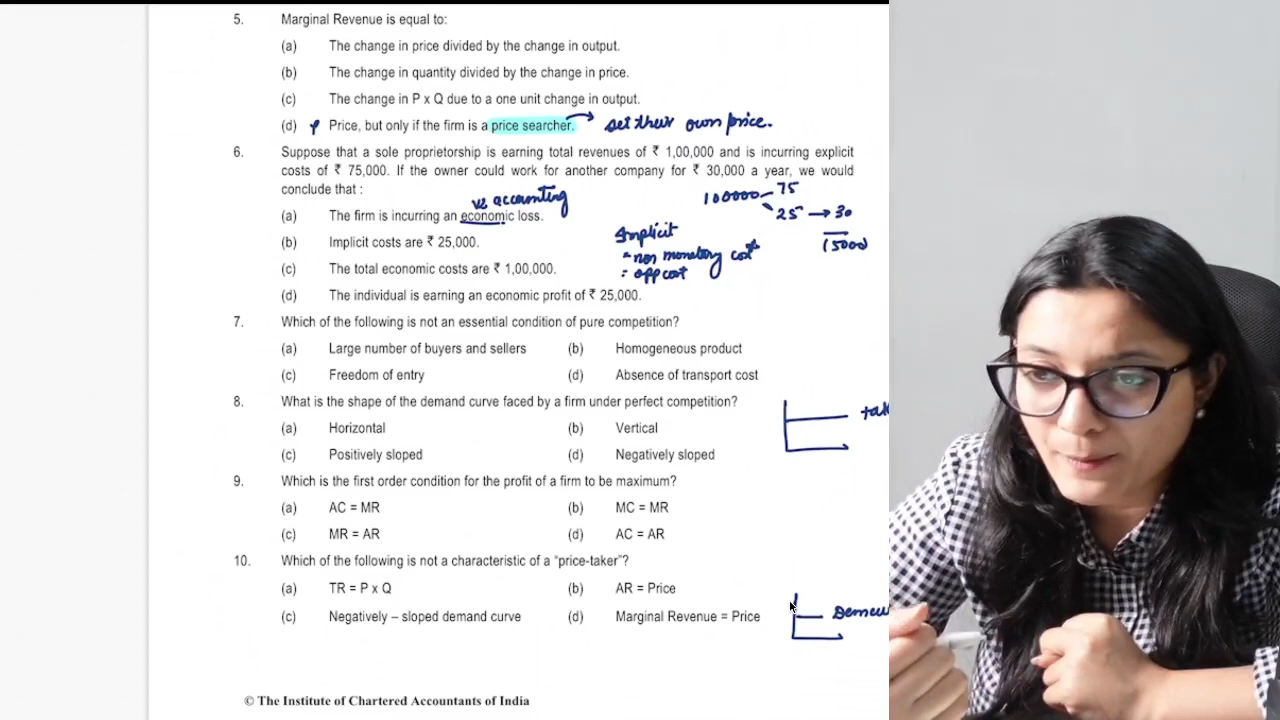 5. Marginal Revenue is equal to:
(a) The change in price divided by the change in output.
(b) The change in quantity divided by the change in price.
(c) The change in P x Q due to a one unit change in output.
(d) Price, but only if the firm is a price searcher. set their own price.
6. Suppose that a sole proprietorship is earning total revenues of ₹ 1,00,000 and is incurring explicit
costs of ₹ 75,000. If the owner could work for another company for ₹ 30,000 a year, we would
conclude that :
100000 75
25 → 30
15000
accounting
(a) The firm is incurring an economic loss.
Implicit
(b) Implicit costs are ₹ 25,000.
- non monetary cost
(c) The total economic costs are ₹ 1,00,000.
: opp cost
(d) The individual is earning an economic profit of ₹ 25,000.
7. Which of the following is not an essential condition of pure competition?
(a) Large number of buyers and sellers (b) Homogeneous product
(c) Freedom of entry (d) Absence of transport cost
8. What is the shape of the demand curve faced by a firm under perfect competition?
(a) Horizontal (b) Vertical
(c) Positively sloped (d) Negatively sloped
9. Which is the first order condition for the profit of a firm to be maximum?
(a) AC = MR (b) MC = MR
(c) MR = AR (d) AC = AR
10. Which of the following is not a characteristic of a “price-taker”?
(a) TR = P x Q (b) AR = Price
(c) Negatively – sloped demand curve (d) Marginal Revenue = Price
© The Institute of Chartered Accountants of India